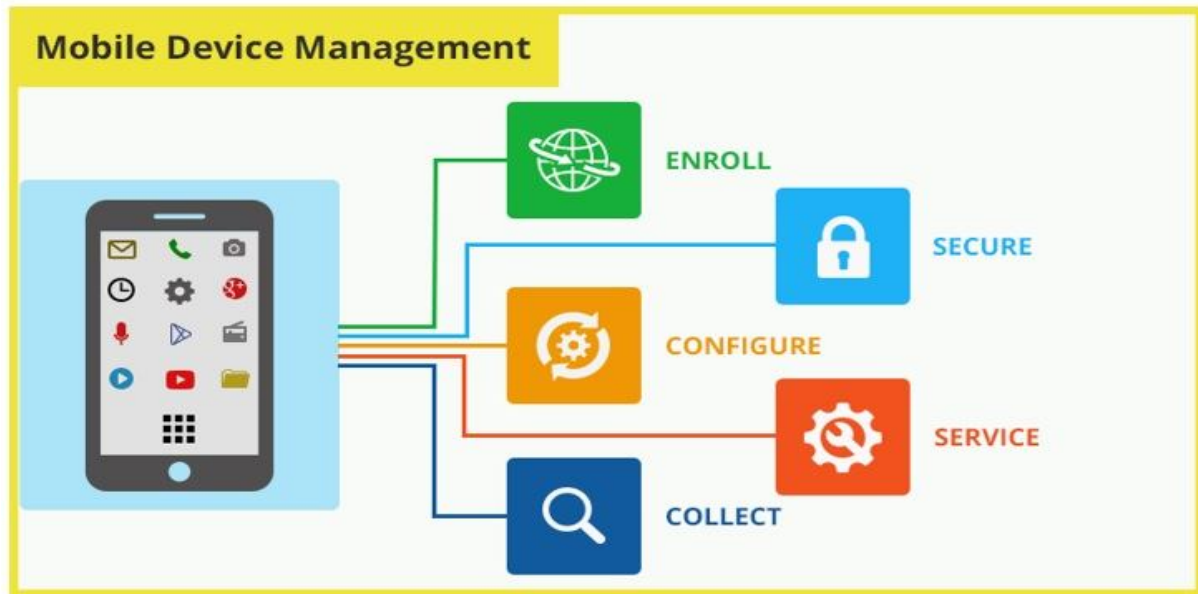 Mobile Device Management
ENROLL
SECURE
CONFIGURE
SERVICE
COLLECT